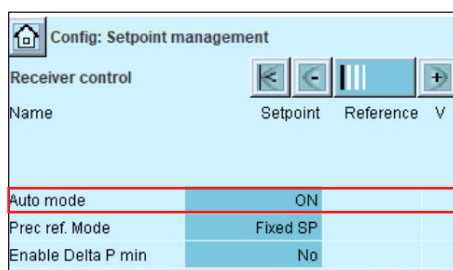 Config: Setpoint management
Receiver control
Name Setpoint Reference V
Auto mode ON
Prec ref. Mode Fixed SP
Enable Delta P min No